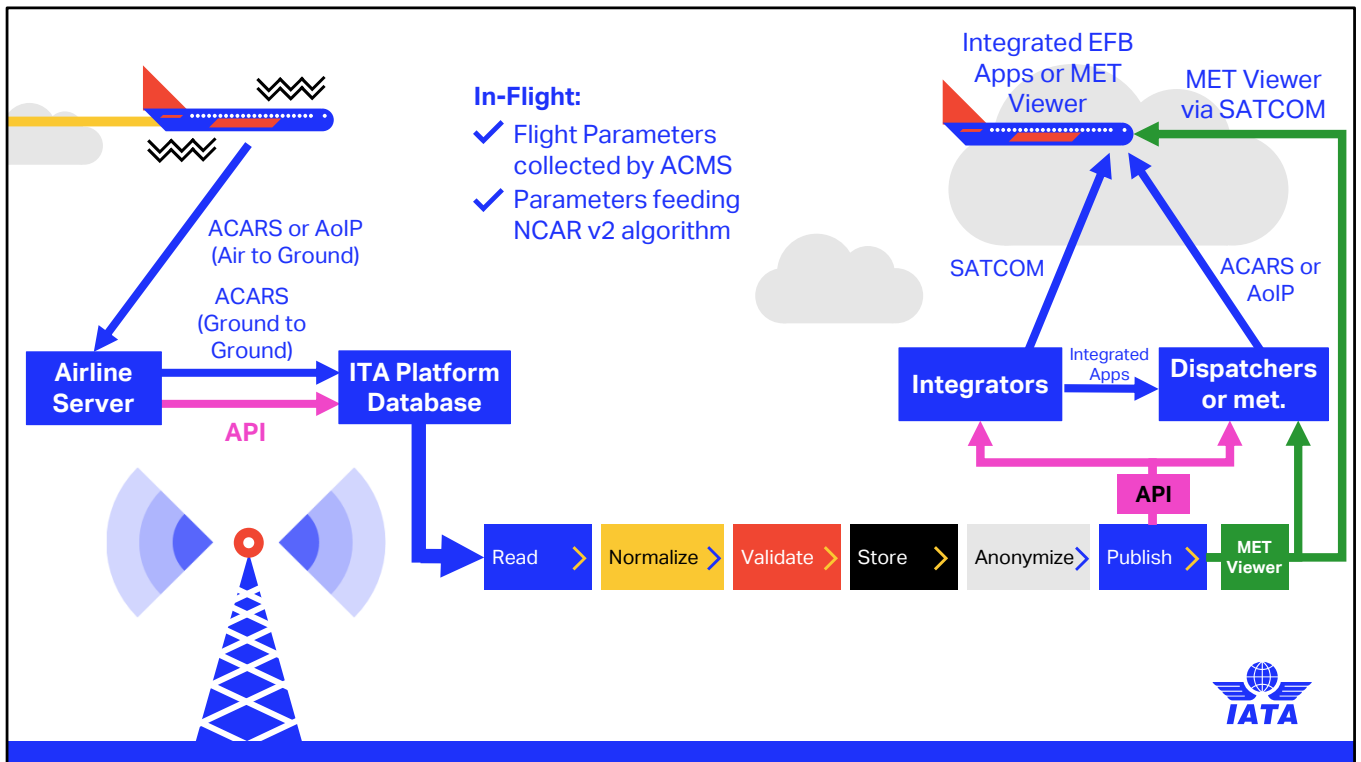 In-Flight:
Flight Parameters
collected by ACMS
Parameters feeding
NCAR v2 algorithm
Integrated EFB
Apps or MET
Viewer
MET Viewer
via SATCOM
ACARS or AoIP
(Air to Ground)
ACARS
(Ground to
Ground)
Airline
Server
API
ITA Platform
Database
SATCOM
ACARS or
AoIP
Integrators
Integrated
Apps
Dispatchers
or met.
API
Read
Normalize
Validate
Store
Anonymize
Publish
MET
Viewer
IATA